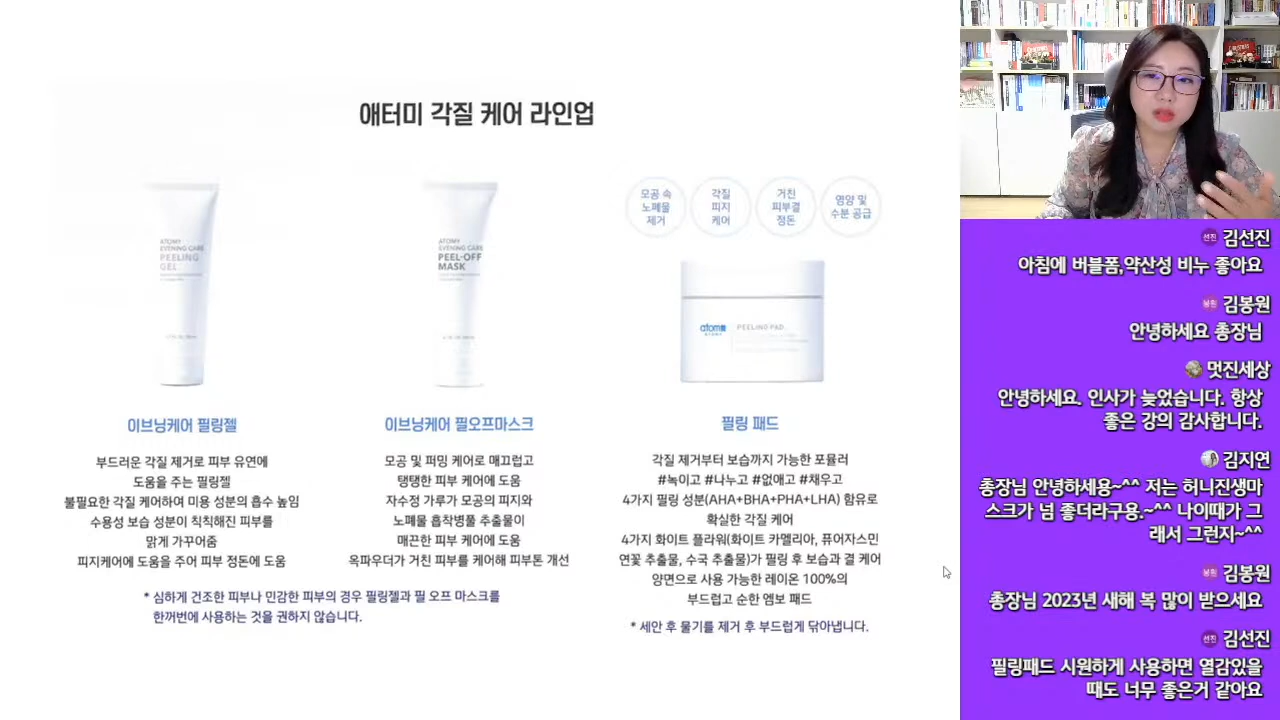 애터미 각질 케어 라인업
ATOMY
EVENING CARE
PEELING
GEL
ATOMY
EVENING CARE
PEEL-OFF
MASK
모공 속
노폐물
제거
각질
피지
케어
거친
피부결
정돈
영양 및
수분 공급
atom美
PEELING PAD
이브닝케어 필링젤
부드러운 각질 제거로 피부 유연에
도움을 주는 필링젤
불필요한 각질 케어하여 미용 성분의 흡수 높임
수용성 보습 성분이 칙칙해진 피부를
맑게 가꾸어줌
피지케어에 도움을 주어 피부 정돈에 도움
이브닝케어 필오프마스크
모공 및 퍼밍 케어로 매끄럽고
탱탱한 피부 케어에 도움
자수정 가루가 모공의 피지와
노폐물 흡착병풀 추출물이
매끈한 피부 케어에 도움
옥파우더가 거친 피부를 케어해 피부톤 개선
* 심하게 건조한 피부나 민감한 피부의 경우 필링젤과 필 오프 마스크를
한꺼번에 사용하는 것을 권하지 않습니다.
필링 패드
각질 제거부터 보습까지 가능한 포뮬러
#녹이고 #나누고 #없애고 #채우고
4가지 필링 성분(AHA+BHA+PHA+LHA) 함유로
확실한 각질 케어
4가지 화이트 플라워(화이트 카멜리아, 퓨어자스민
연꽃 추출물, 수국 추출물)가 필링 후 보습과 결 케어
양면으로 사용 가능한 레이온 100%의
부드럽고 순한 엠보 패드
* 세안 후 물기를 제거 후 부드럽게 닦아냅니다.
선진 김선진
아침에 버블폼,약산성 비누 좋아요
봉원 김봉원
안녕하세요 총장님
멋진세상
안녕하세요. 인사가 늦었습니다. 항상
좋은 강의 감사합니다.
김지연
총장님 안녕하세용~^^ 저는 허니진생마
스크가 넘 좋더라구용.~^^ 나이때가 그
래서 그런지~^^
봉원 김봉원
총장님 2023년 새해 복 많이 받으세요
선진 김선진
필링패드 시원하게 사용하면 열감있을
때도 너무 좋은거 같아요